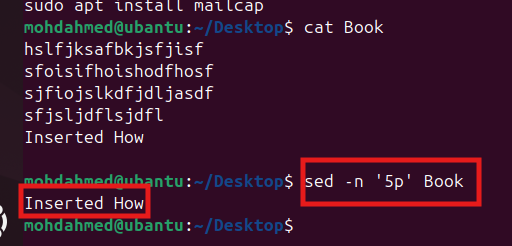 sudo apt install mailcap
mohdahmed@ubantu:~/Desktop$ cat Book
hslfjksafbkjsfjisf
sfoisifhoishodfhosf
sjfiojslkdfjdljasdf
sfjsljdflsjdfl
Inserted How
mohdahmed@ubantu:~/Desktop$ sed -n '5p' Book
Inserted How
mohdahmed@ubantu:~/Desktop$